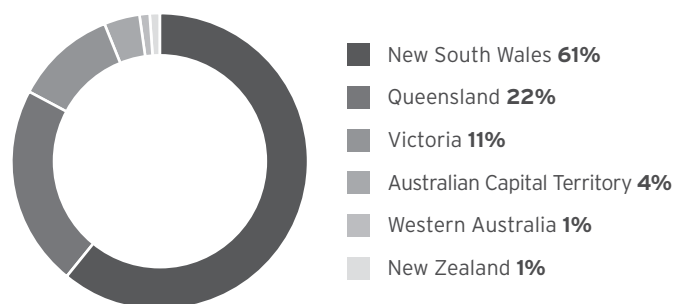 New South Wales 61%
Queensland 22%
Victoria 11%
Australian Capital Territory 4%
Western Australia 1%
New Zealand 1%